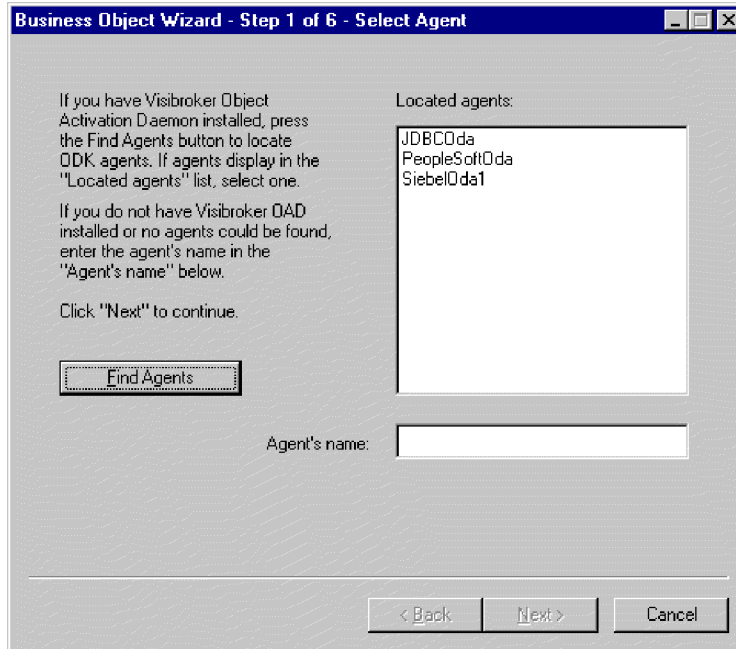 Business Object Wizard - Step 1 of 6 - Select Agent
If you have Visibroker Object
Activation Daemon installed, press
the Find Agents button to locate
ODK agents. If agents display in the
"Located agents" list, select one.
If you do not have Visibroker OAD
installed or no agents could be found,
enter the agent's name in the
"Agent's name" below.
Click "Next" to continue.
Find Agents
Located agents:
JDBCOda
PeopleSoftOda
SiebelOda1
Agent's name:
< Back
Next >
Cancel